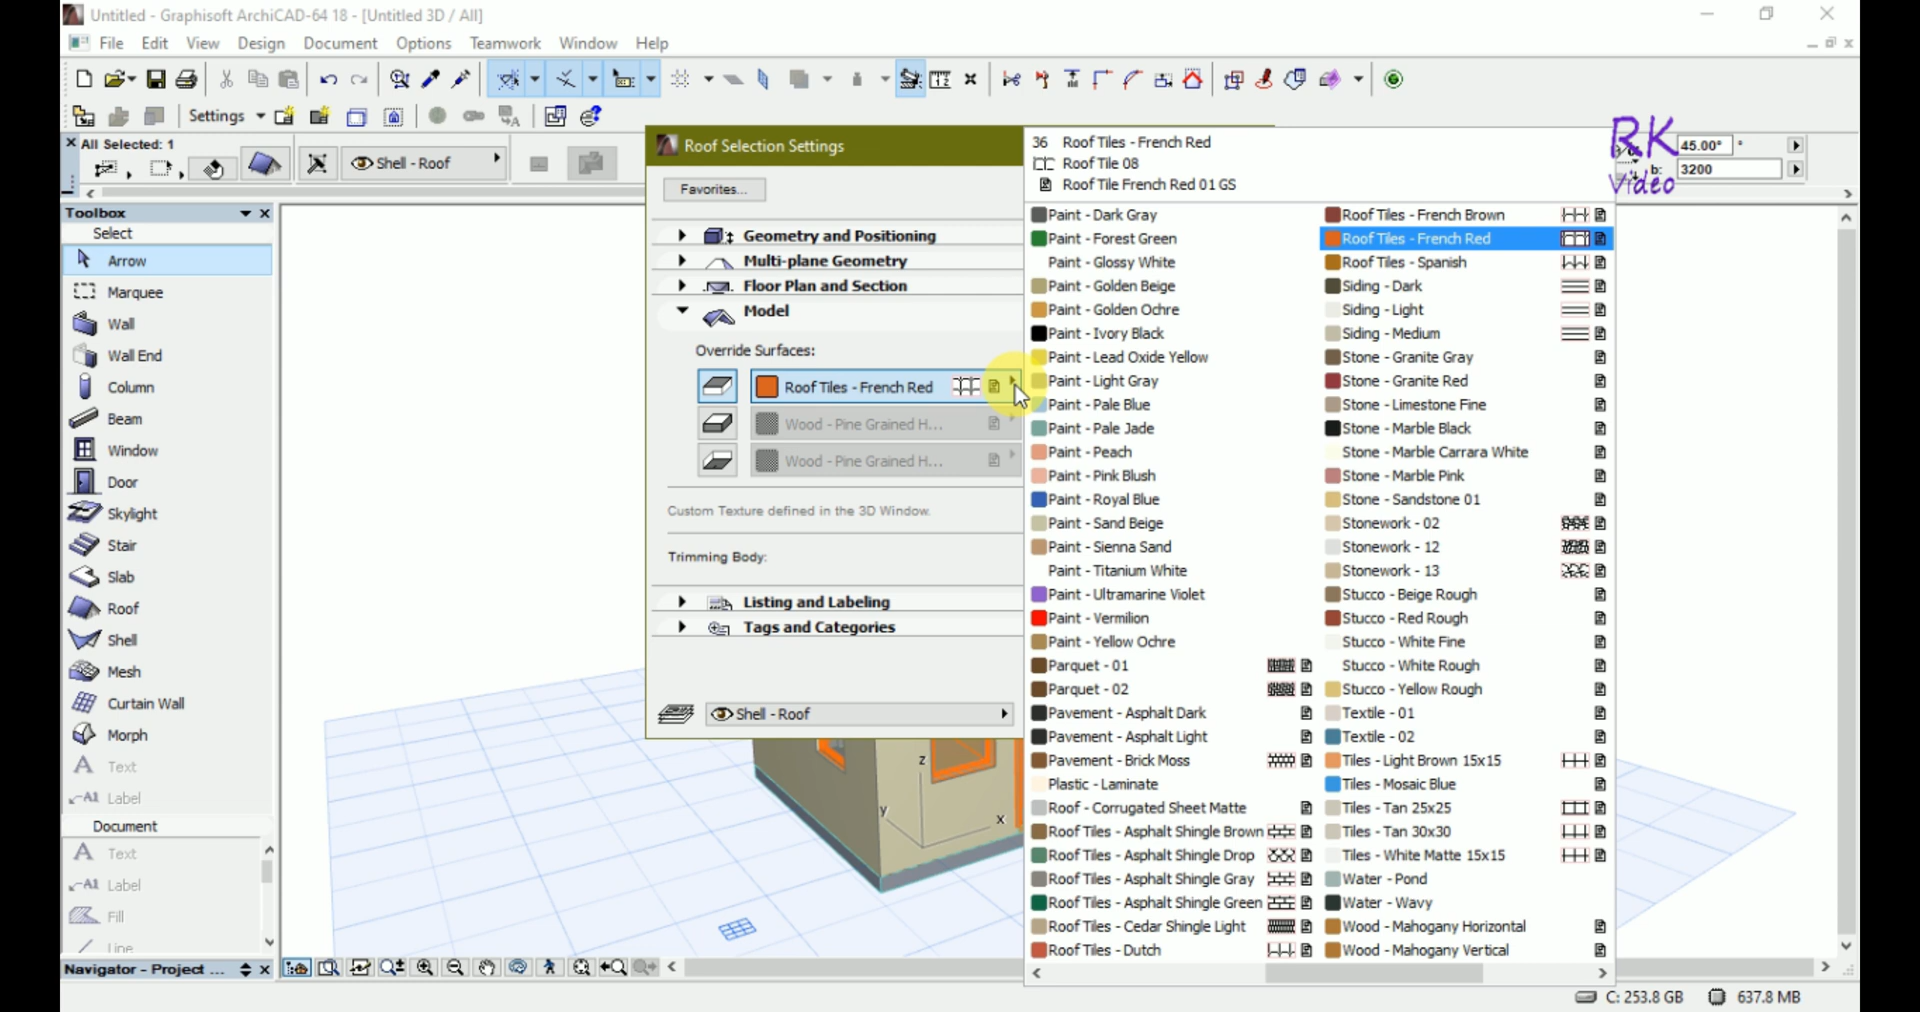 Untitled - Graphisoft ArchiCAD-64 18 - [Untitled 3D / All]
File Edit View Design Document Options Teamwork Window Help
Settings
All Selected: 1
Shell - Roof
45.00° °
b: 3200
RK
Video
Toolbox
Select
Arrow
Marquee
Wall
Wall End
Column
Beam
Window
Door
Skylight
Stair
Slab
Roof
Shell
Mesh
Curtain Wall
Morph
A Text
A1 Label
Document
A Text
A1 Label
Fill
Line
Navigator - Project ...
Roof Selection Settings
Favorites...
Geometry and Positioning
Multi-plane Geometry
Floor Plan and Section
Model
Override Surfaces:
Roof Tiles - French Red
Wood - Pine Grained H...
Wood - Pine Grained H...
Custom Texture defined in the 3D Window.
Trimming Body:
Listing and Labeling
Tags and Categories
Shell - Roof
z
y
x
36 Roof Tiles - French Red
Roof Tile 08
Roof Tile French Red 01 GS
Paint - Dark Gray
Paint - Forest Green
Paint - Glossy White
Paint - Golden Beige
Paint - Golden Ochre
Paint - Ivory Black
Paint - Lead Oxide Yellow
Paint - Light Gray
Paint - Pale Blue
Paint - Pale Jade
Paint - Peach
Paint - Pink Blush
Paint - Royal Blue
Paint - Sand Beige
Paint - Sienna Sand
Paint - Titanium White
Paint - Ultramarine Violet
Paint - Vermilion
Paint - Yellow Ochre
Parquet - 01
Parquet - 02
Pavement - Asphalt Dark
Pavement - Asphalt Light
Pavement - Brick Moss
Plastic - Laminate
Roof - Corrugated Sheet Matte
Roof Tiles - Asphalt Shingle Brown
Roof Tiles - Asphalt Shingle Drop
Roof Tiles - Asphalt Shingle Gray
Roof Tiles - Asphalt Shingle Green
Roof Tiles - Cedar Shingle Light
Roof Tiles - Dutch
Roof Tiles - French Brown
Roof Tiles - French Red
Roof Tiles - Spanish
Siding - Dark
Siding - Light
Siding - Medium
Stone - Granite Gray
Stone - Granite Red
Stone - Limestone Fine
Stone - Marble Black
Stone - Marble Carrara White
Stone - Marble Pink
Stone - Sandstone 01
Stonework - 02
Stonework - 12
Stonework - 13
Stucco - Beige Rough
Stucco - Red Rough
Stucco - White Fine
Stucco - White Rough
Stucco - Yellow Rough
Textile - 01
Textile - 02
Tiles - Light Brown 15x15
Tiles - Mosaic Blue
Tiles - Tan 25x25
Tiles - Tan 30x30
Tiles - White Matte 15x15
Water - Pond
Water - Wavy
Wood - Mahogany Horizontal
Wood - Mahogany Vertical
C: 253.8 GB 637.8 MB